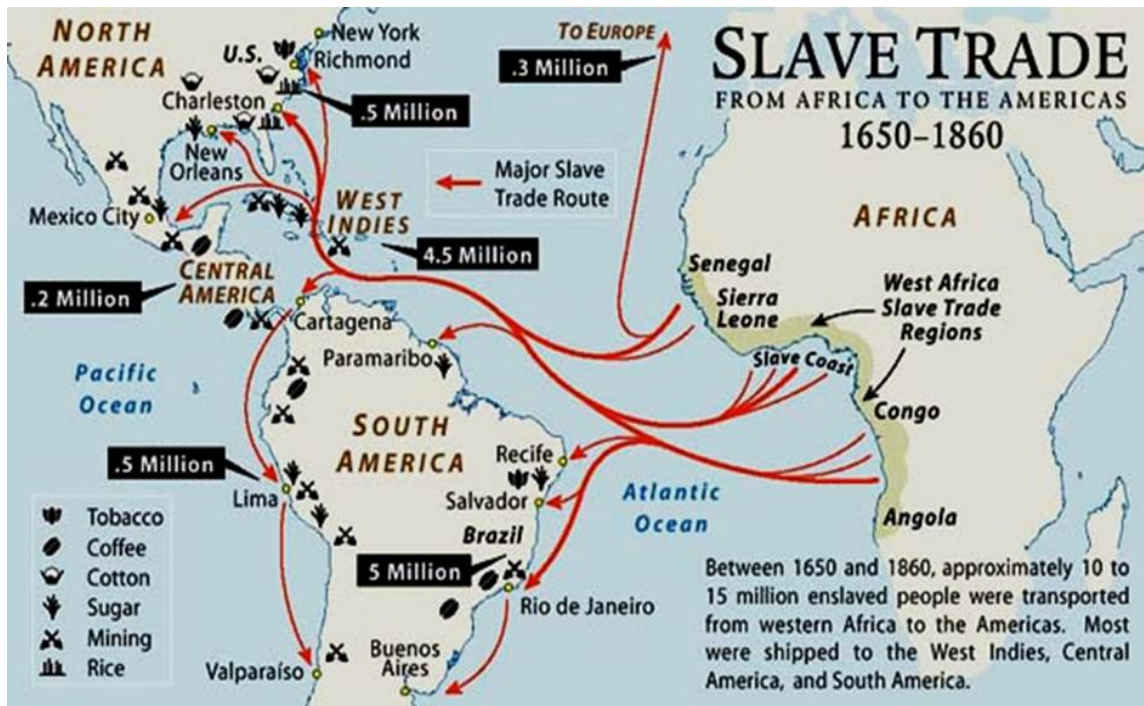 SLAVE TRADE
FROM AFRICA TO THE AMERICAS
1650–1860
NORTH
AMERICA
U.S.
New York
Richmond
Charleston
.5 Million
New
Orleans
Mexico City
WEST
INDIES
4.5 Million
CENTRAL
AMERICA
.2 Million
TO EUROPE
.3 Million
Major Slave
Trade Route
AFRICA
Senegal
Sierra
Leone
West Africa
Slave Trade
Regions
Slave Coast
Congo
Angola
Cartagena
Paramaribo
Pacific
Ocean
SOUTH
AMERICA
Recife
Salvador
Brazil
5 Million
Rio de Janeiro
.5 Million
Lima
Valparaíso
Buenos
Aires
Atlantic
Ocean
Tobacco
Coffee
Cotton
Sugar
Mining
Rice
Between 1650 and 1860, approximately 10 to
15 million enslaved people were transported
from western Africa to the Americas. Most
were shipped to the West Indies, Central
America, and South America.